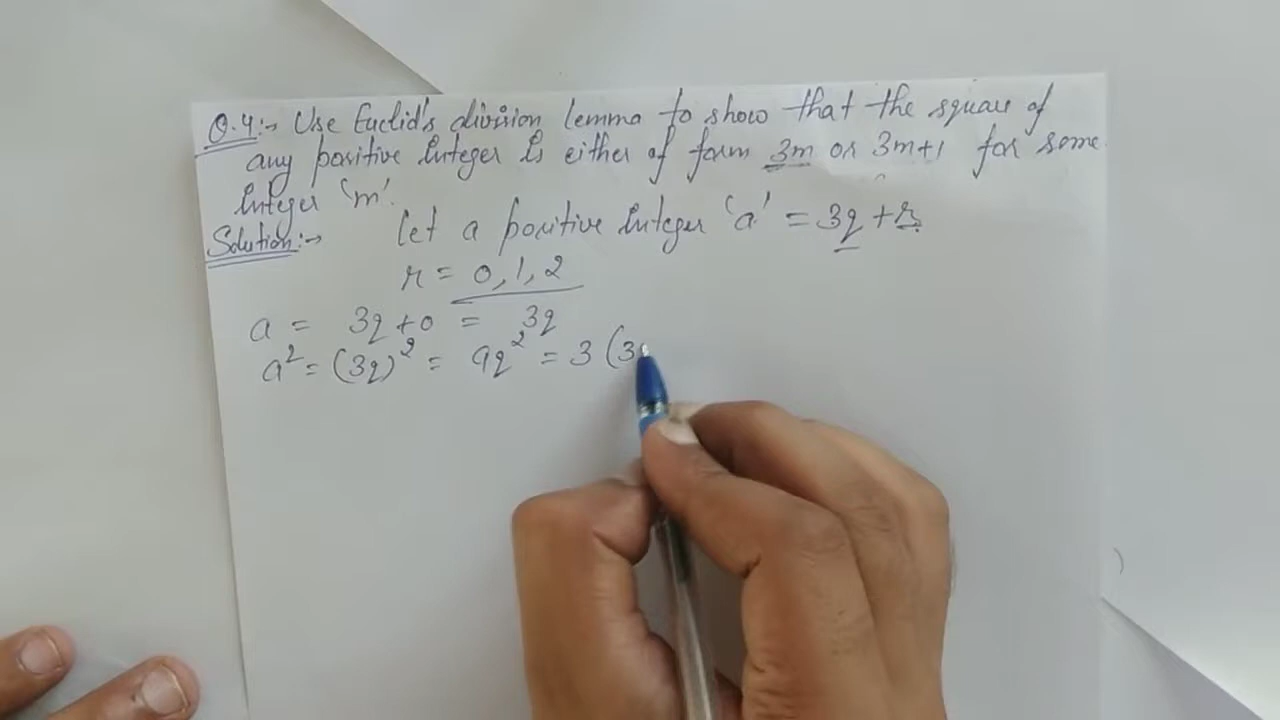 Q.4:→ Use Euclid's division lemma to show that the square of
any positive integer is either of form 3m or 3m+1 for some
integer 'm'.
Solution:→ let a positive integer 'a' = 3q + r
r = 0, 1, 2
a = 3q + 0 = 3q
a² = (3q)² = 9q² = 3 (3